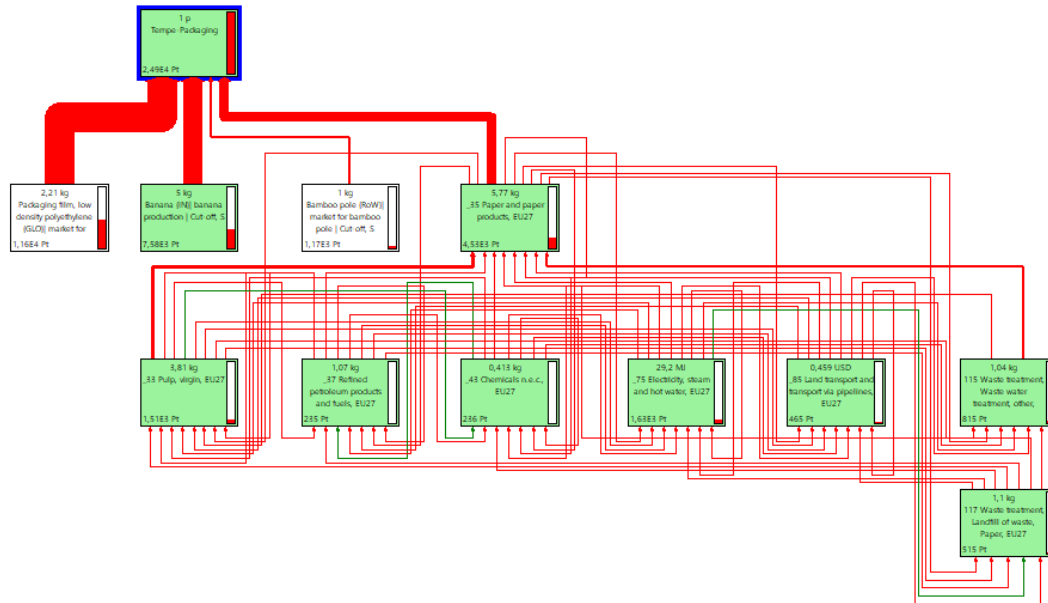 1 p
Tempe-Packaging
2,49E4 Pt
2,21 kg
Packaging film, low
density polyethylene
(GLO)| market for
1,16E4 Pt
5 kg
Banana (IN)| banana
production | Cut-off, S
7,58E3 Pt
1 kg
Bamboo pole (RoW)|
market for bamboo
pole | Cut-off, S
1,17E3 Pt
5,77 kg
_35 Paper and paper
products, EU27
4,53E3 Pt
3,81 kg
_33 Pulp, virgin, EU27
1,51E3 Pt
1,07 kg
_37 Refined
petroleum products
and fuels, EU27
235 Pt
0,413 kg
_43 Chemicals n.e.c.,
EU27
236 Pt
29,2 MJ
_75 Electricity, steam
and hot water, EU27
1,63E3 Pt
0,459 USD
_85 Land transport and
transport via pipelines,
EU27
465 Pt
1,04 kg
115 Waste treatment,
Waste water
treatment, other,
815 Pt
1,1 kg
117 Waste treatment,
Landfill of waste,
Paper, EU27
515 Pt